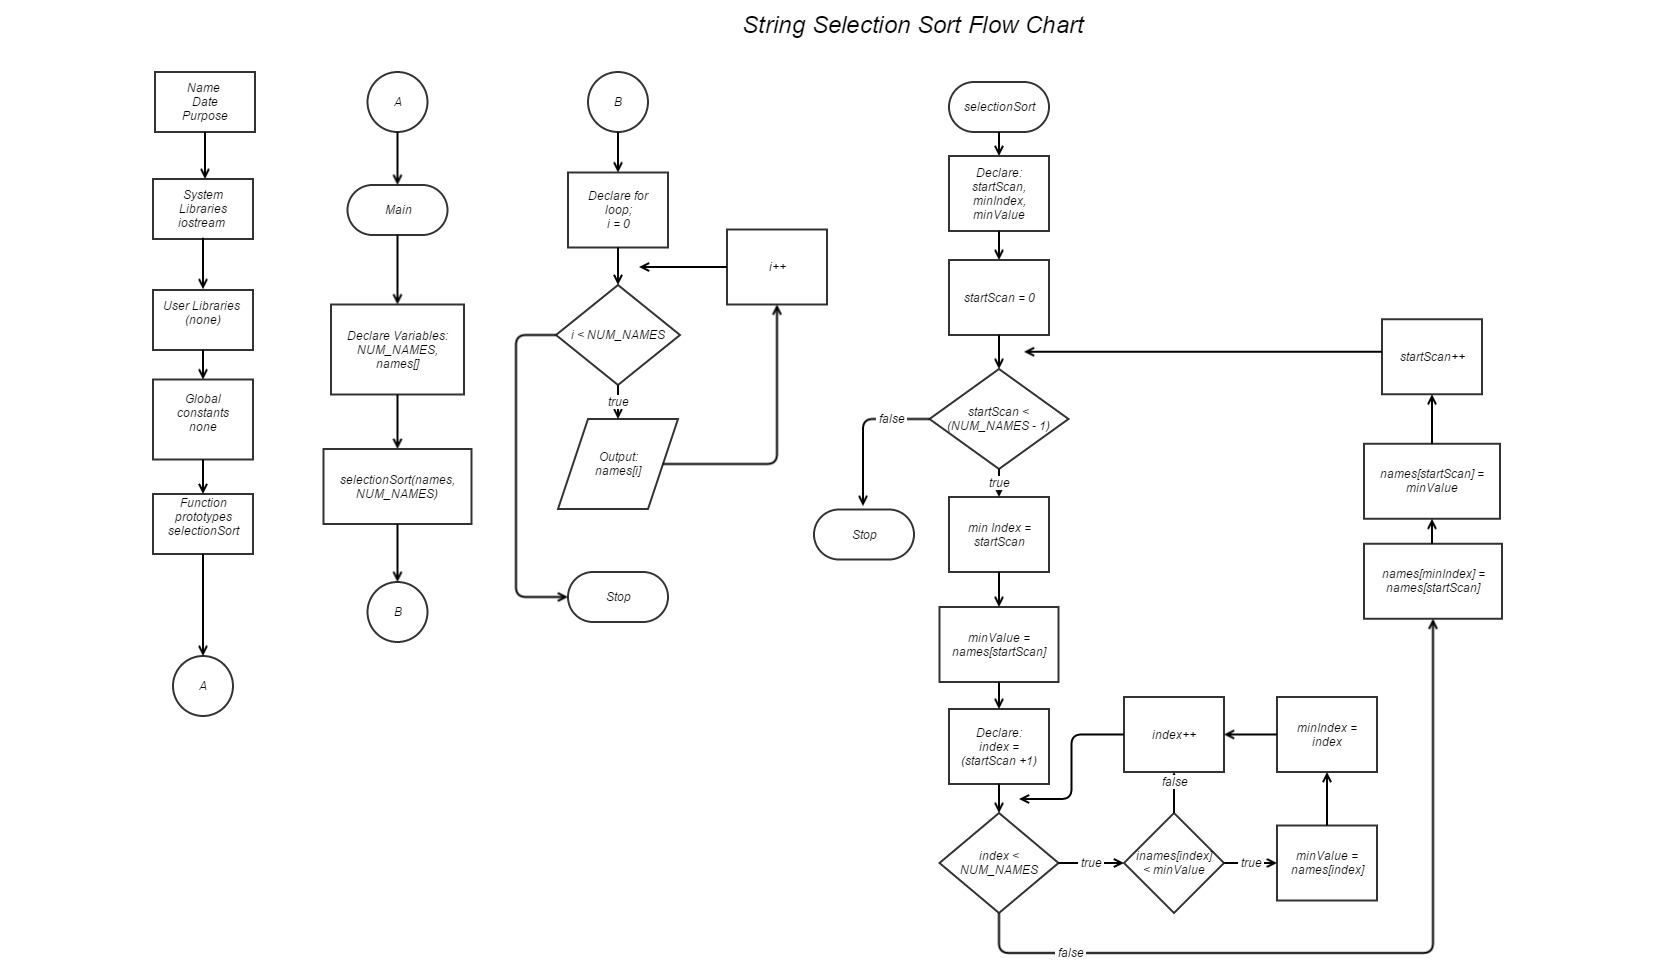 String Selection Sort Flow Chart
Name
Date
Purpose
System
Libraries
iostream
User Libraries
(none)
Global
constants
none
Function
prototypes
selectionSort
A
A
Main
Declare Variables:
NUM_NAMES,
names[]
selectionSort(names,
NUM_NAMES)
B
B
Declare for
loop;
i = 0
i++
i < NUM_NAMES
true
Output:
names[i]
Stop
selectionSort
Declare:
startScan,
minIndex,
minValue
startScan = 0
startScan <
(NUM_NAMES - 1)
false
Stop
true
min Index =
startScan
minValue =
names[startScan]
Declare:
index =
(startScan +1)
index <
NUM_NAMES
true
inames[index]
< minValue
true
minValue =
names[index]
minIndex =
index
false
index++
false
names[minIndex] =
names[startScan]
names[startScan] =
minValue
startScan++